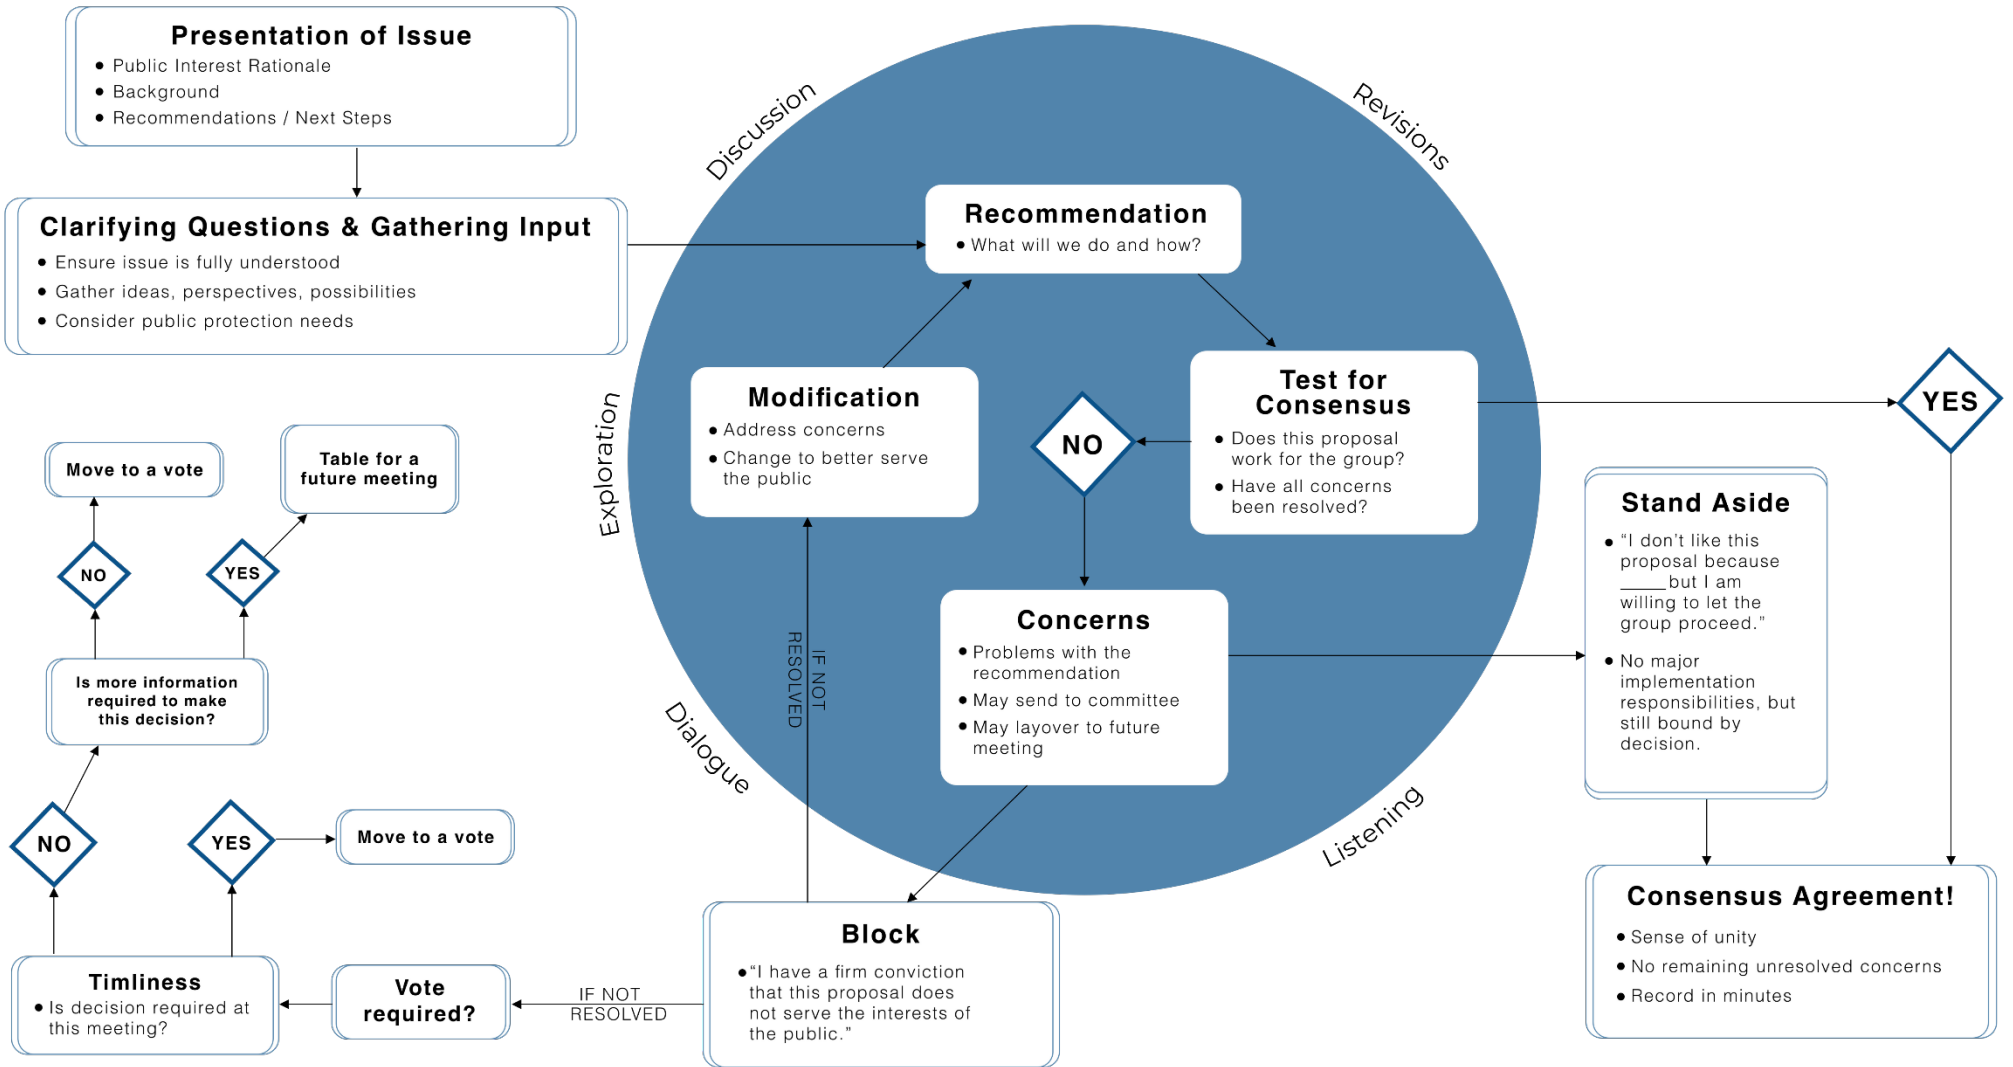 Presentation of Issue
• Public Interest Rationale
• Background
• Recommendations / Next Steps
Clarifying Questions & Gathering Input
• Ensure issue is fully understood
• Gather ideas, perspectives, possibilities
• Consider public protection needs
Discussion
Revisions
Exploration
Dialogue
Listening
Recommendation
• What will we do and how?
Test for
Consensus
• Does this proposal
work for the group?
• Have all concerns
been resolved?
YES
NO
Modification
• Address concerns
• Change to better serve
the public
Concerns
• Problems with the
recommendation
• May send to committee
• May layover to future
meeting
Stand Aside
• “I don’t like this
proposal because
_____but I am
willing to let the
group proceed.”
• No major
implementation
responsibilities, but
still bound by
decision.
Consensus Agreement!
• Sense of unity
• No remaining unresolved concerns
• Record in minutes
IF NOT
RESOLVED
Block
• “I have a firm conviction
that this proposal does
not serve the interests of
the public.”
IF NOT
RESOLVED
Vote
required?
Timliness
• Is decision required at
this meeting?
NO
YES
Move to a vote
Is more information
required to make
this decision?
NO
YES
Move to a vote
Table for a
future meeting